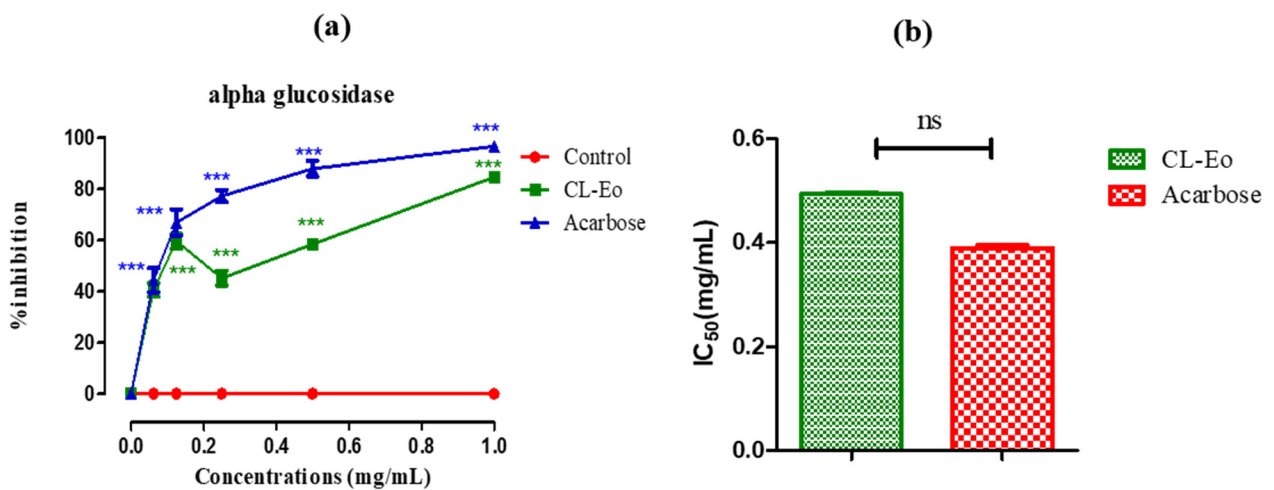 (a)
alpha glucosidase
%inhibition
100
80
60
40
20
0
***
***
***
***
***
***
***
***
***
0.0 0.2 0.4 0.6 0.8 1.0
Concentrations (mg/mL)
Control
CL-Eo
Acarbose
(b)
ns
IC50(mg/mL)
0.6
0.4
0.2
0.0
CL-Eo
Acarbose